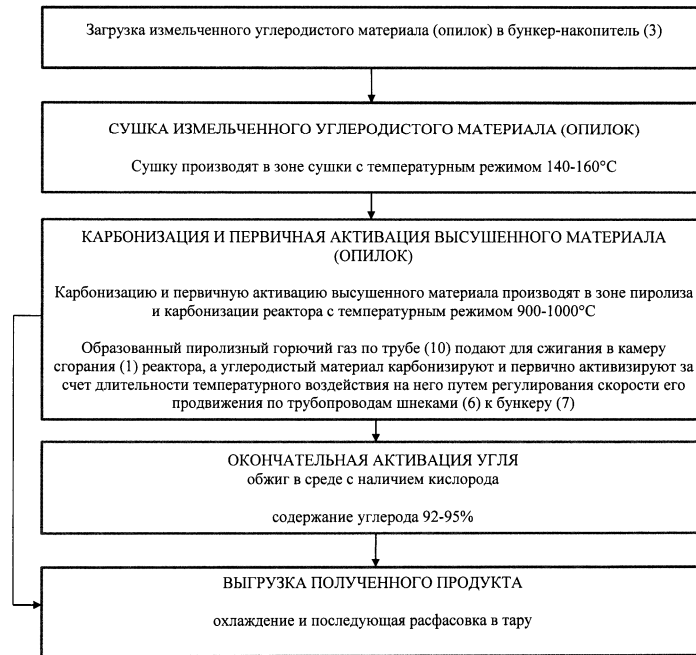 Загрузка измельченного углеродистого материала (опилок) в бункер-накопитель (3)
СУШКА ИЗМЕЛЬЧЕННОГО УГЛЕРОДИСТОГО МАТЕРИАЛА (ОПИЛОК)
Сушку производят в зоне сушки с температурным режимом 140-160°С
КАРБОНИЗАЦИЯ И ПЕРВИЧНАЯ АКТИВАЦИЯ ВЫСУШЕННОГО МАТЕРИАЛА
(ОПИЛОК)
Карбонизацию и первичную активацию высушенного материала производят в зоне пиролиза
и карбонизации реактора с температурным режимом 900-1000°С
Образованный пиролизный горючий газ по трубе (10) подают для сжигания в камеру
сгорания (1) реактора, а углеродистый материал карбонизируют и первично активизируют за
счет длительности температурного воздействия на него путем регулирования скорости его
продвижения по трубопроводам шнеками (6) к бункеру (7)
ОКОНЧАТЕЛЬНАЯ АКТИВАЦИЯ УГЛЯ
обжиг в среде с наличием кислорода
содержание углерода 92-95%
ВЫГРУЗКА ПОЛУЧЕННОГО ПРОДУКТА
охлаждение и последующая расфасовка в тару